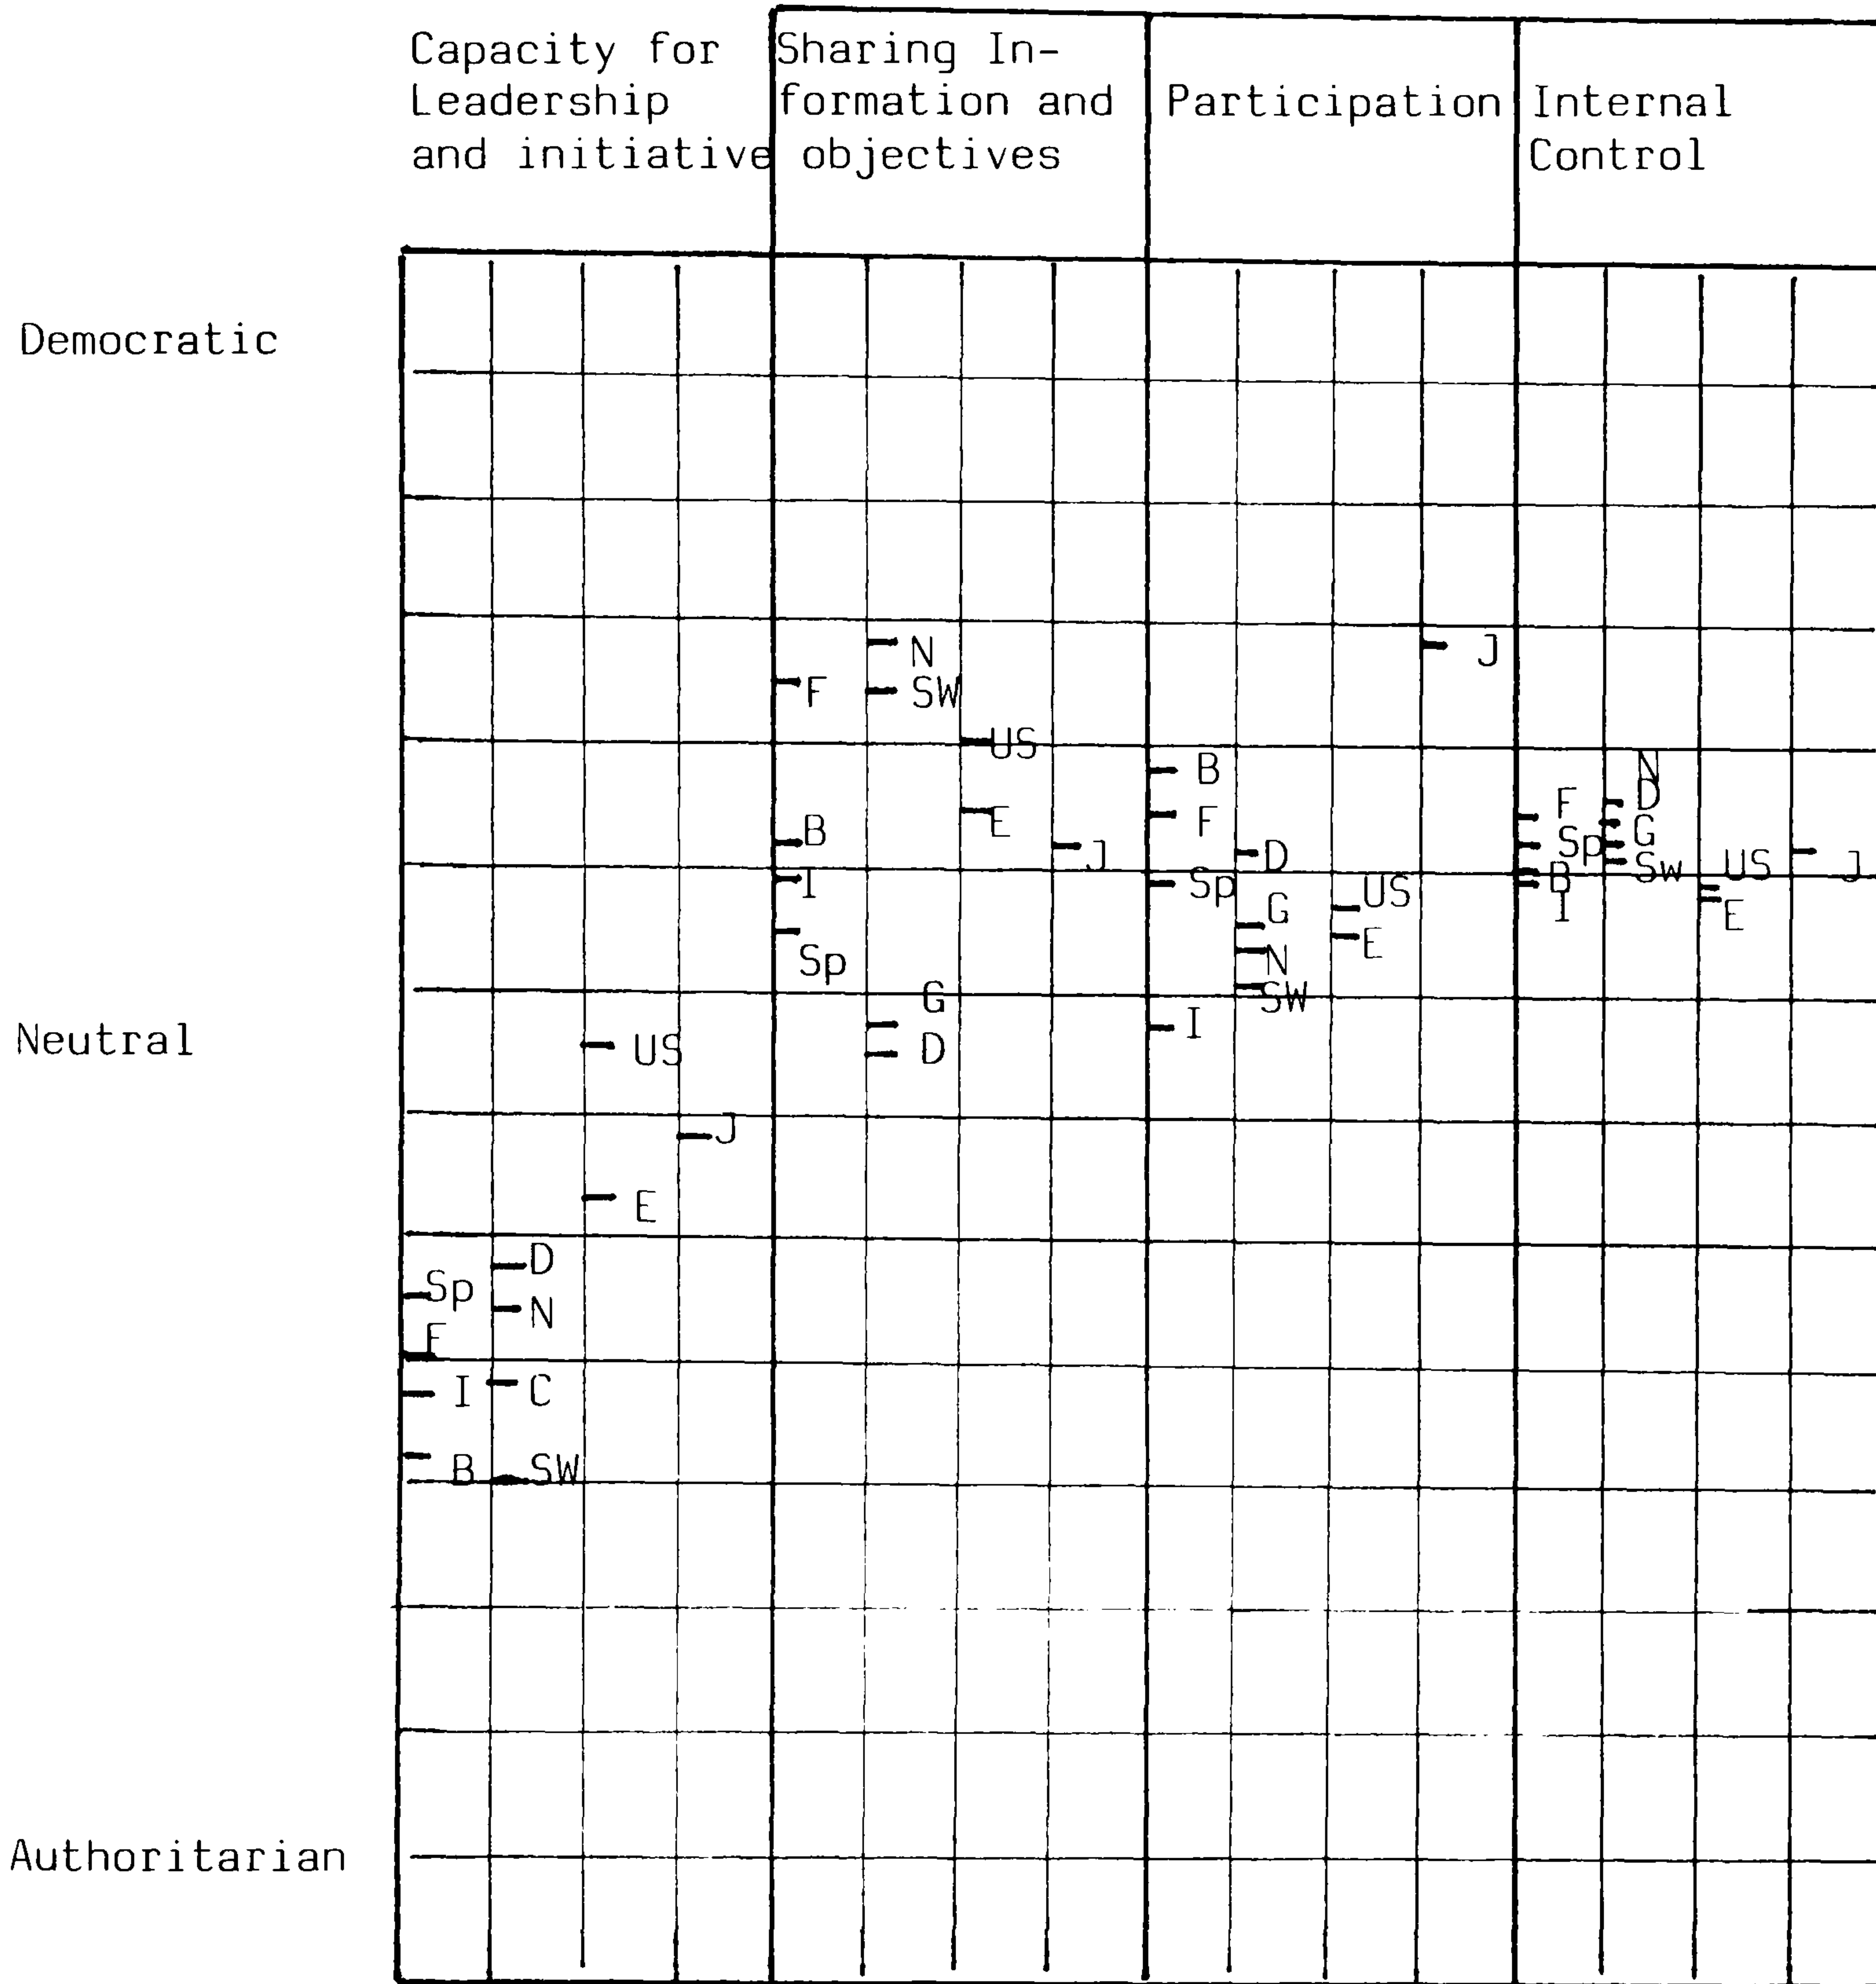 Capacity for
Leadership
and initiative
Sharing In-
formation and
objectives
Participation
Internal
Control
Democratic
N
J
F
SW
US
B
N
D
F
E
B
F
G
J
D
Sp
Sw
US
J
I
Sp
US
B
I
E
G
E
Sp
N
G
SW
Neutral
I
US
D
J
E
D
Sp
N
F
I
C
B
SW
Authoritarian